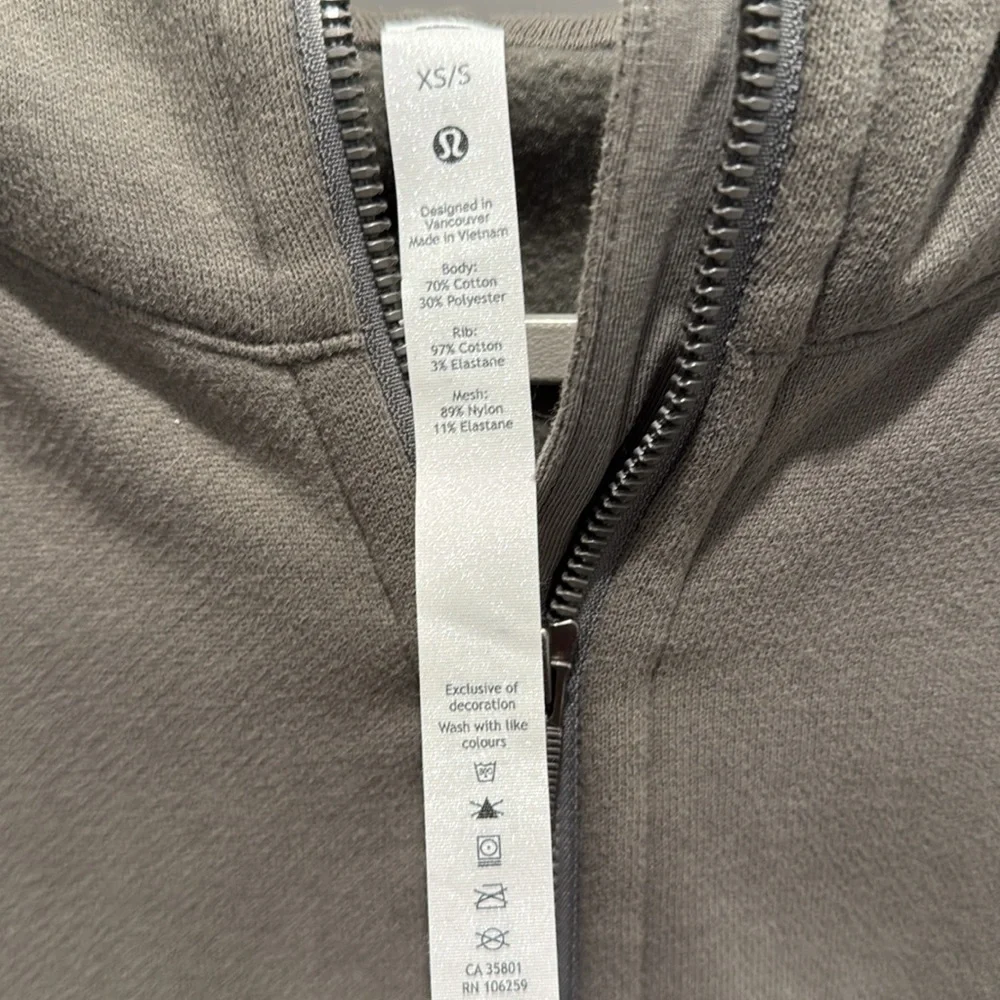 XS/S
Designed in
Vancouver
Made in Vietnam
Body:
70% Cotton
30% Polyester
Rib:
97% Cotton
3% Elastane
Mesh:
89% Nylon
11% Elastane
Exclusive of
decoration
Wash with like
colours
30C
CA 35801
RN 106259